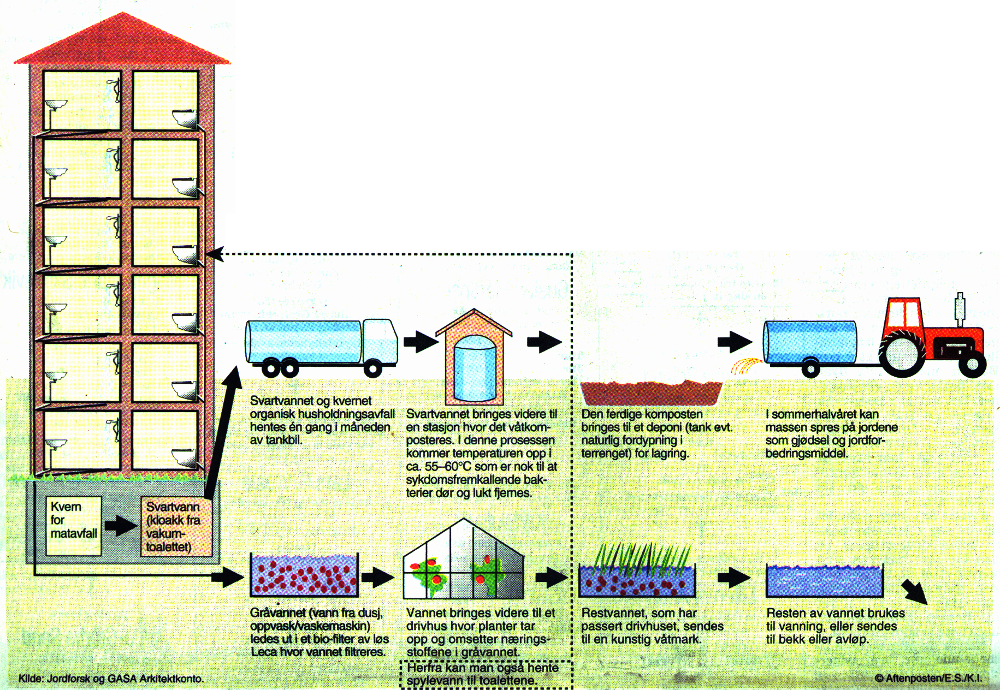 Svartvannet og kvernet
organisk husholdningsavfall
hentes én gang i måneden
av tankbil.
Svartvannet bringes videre til
en stasjon hvor det våtkom-
posteres. I denne prosessen
kommer temperaturen opp i
ca. 55–60°C som er nok til at
sykdomsfremkallende bak-
terier dør og lukt fjernes.
Den ferdige komposten
bringes til et deponi (tank evt.
naturlig fordypning i
terrenget) for lagring.
I sommerhalvåret kan
massen spres på jordene
som gjødsel og jordfor-
bedringsmiddel.
Kvern
for
matavfall
Svartvann
(kloakk fra
vakum-
toalettet)
Gråvannet (vann fra dusj,
oppvask/vaskemaskin)
ledes ut i et bio-filter av løs
Leca hvor vannet filtreres.
Vannet bringes videre til et
drivhus hvor planter tar
opp og omsetter nærings-
stoffene i gråvannet.
Herfra kan man også hente
spylevann til toalettene.
Restvannet, som har
passert drivhuset, sendes
til en kunstig våtmark.
Resten av vannet brukes
til vanning, eller sendes
til bekk eller avløp.
Kilde: Jordforsk og GASA Arkitektkonto.
© Aftenposten/E.S./K.I.